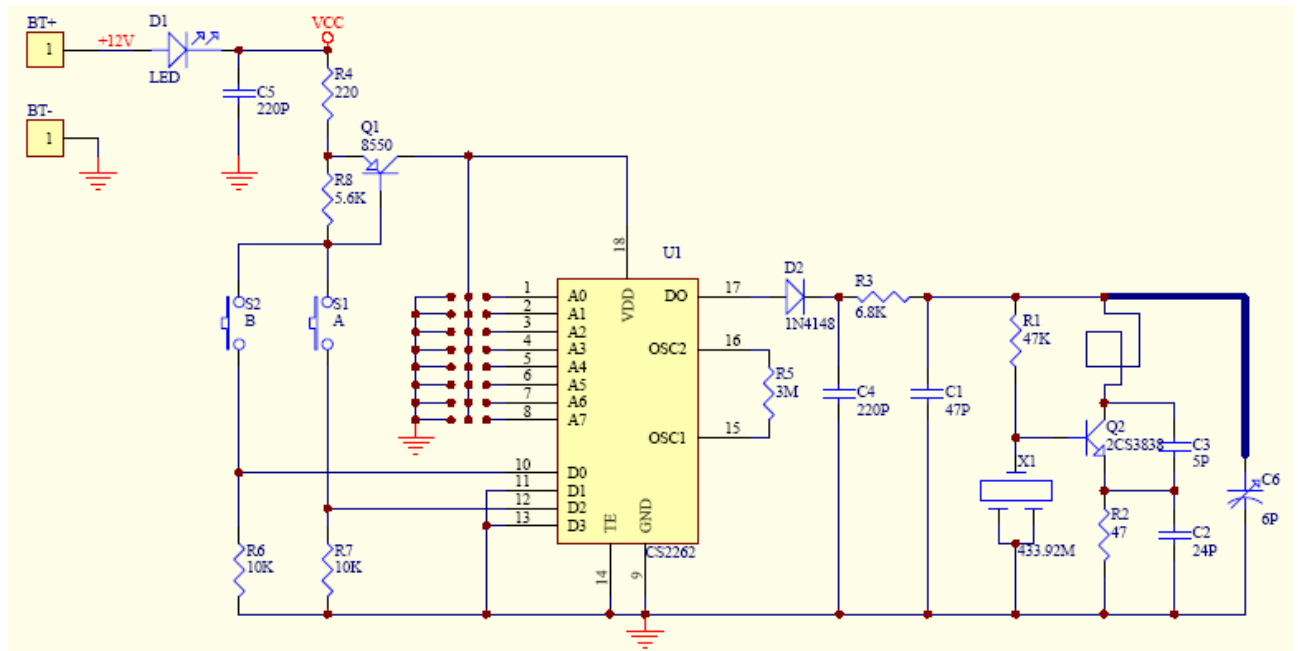 BT+
1
+12V
D1
LED
VCC
C5
220P
R4
220
BT-
1
Q1
8550
R8
5.6K
S2
B
S1
A
U1
18
VDD
1
A0
2
A1
3
A2
4
A3
5
A4
6
A5
7
A6
8
A7
10
D0
11
D1
12
D2
13
D3
DO
17
OSC2
16
OSC1
15
TE
14
GND
9
CS2262
R5
3M
D2
1N4148
R3
6.8K
C4
220P
C1
47P
R1
47K
X1
433.92M
Q2
2CS3838
C3
5P
R2
47
C2
24P
C6
6P
R6
10K
R7
10K